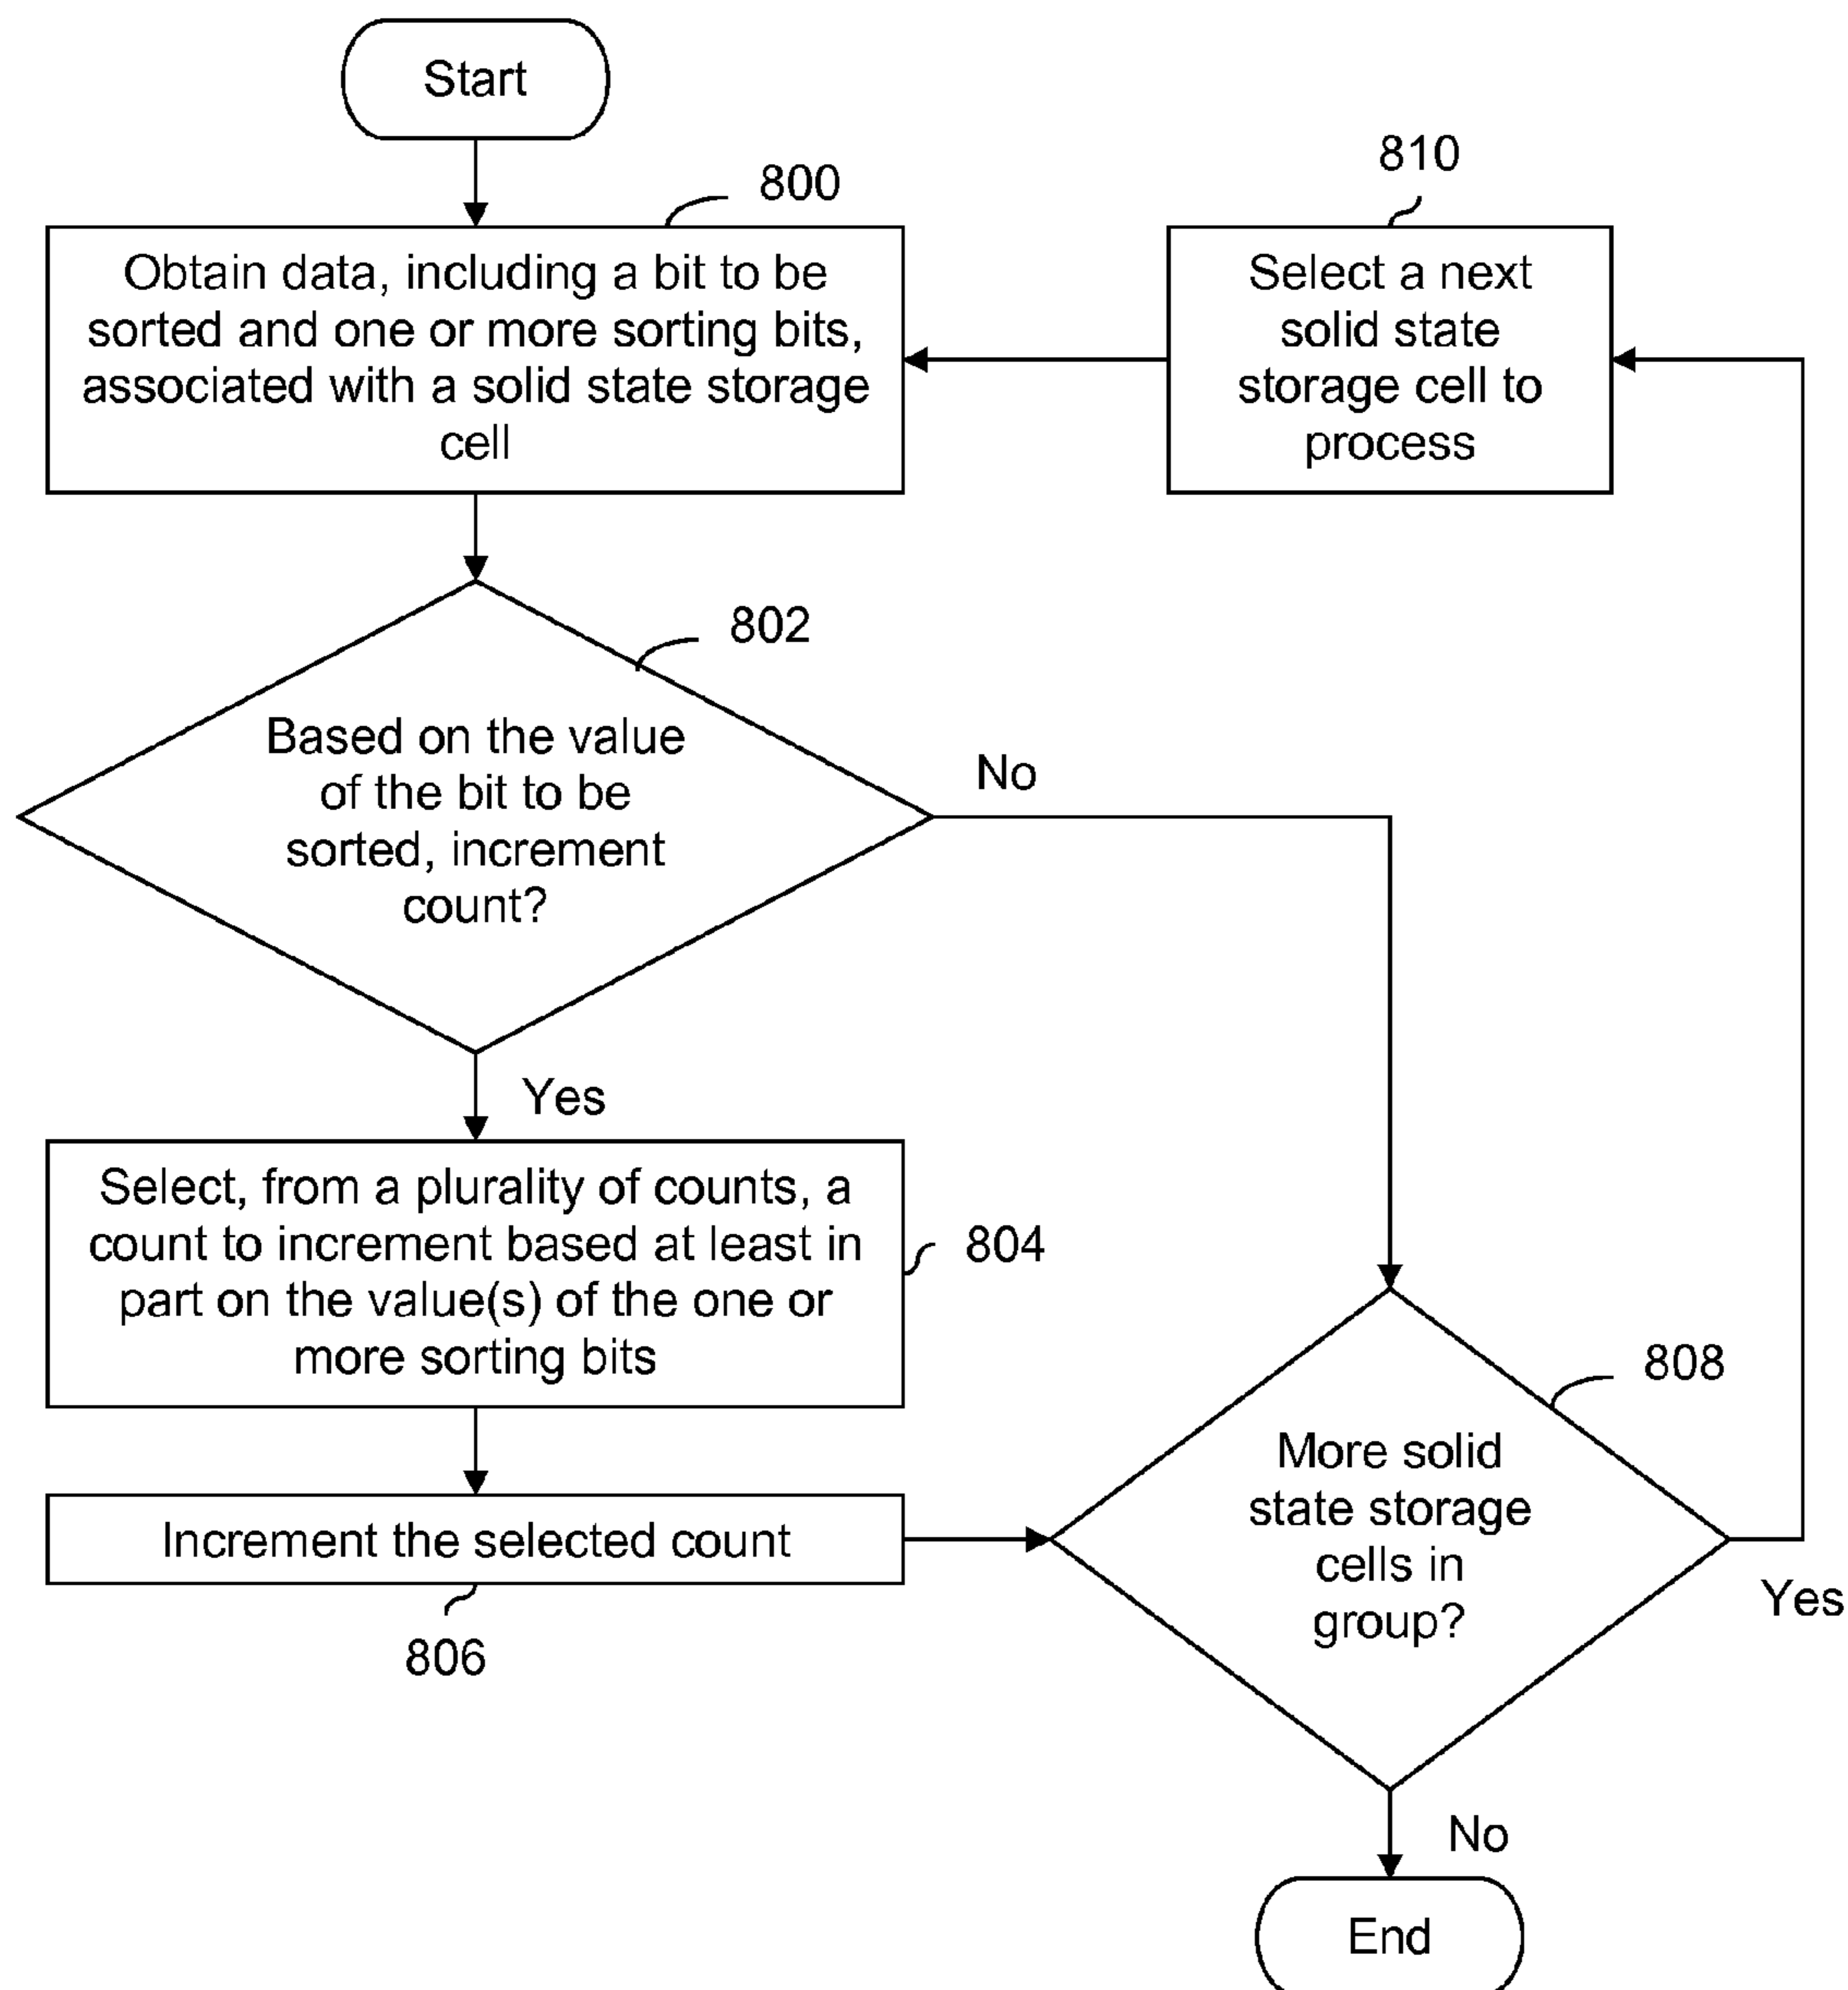 Start
800
Obtain data, including a bit to be
sorted and one or more sorting bits,
associated with a solid state storage
cell
810
Select a next
solid state
storage cell to
process
802
Based on the value
of the bit to be
sorted, increment
count?
No
Yes
Select, from a plurality of counts, a
count to increment based at least in
part on the value(s) of the one or
more sorting bits
804
Increment the selected count
806
808
More solid
state storage
cells in
group?
Yes
No
End